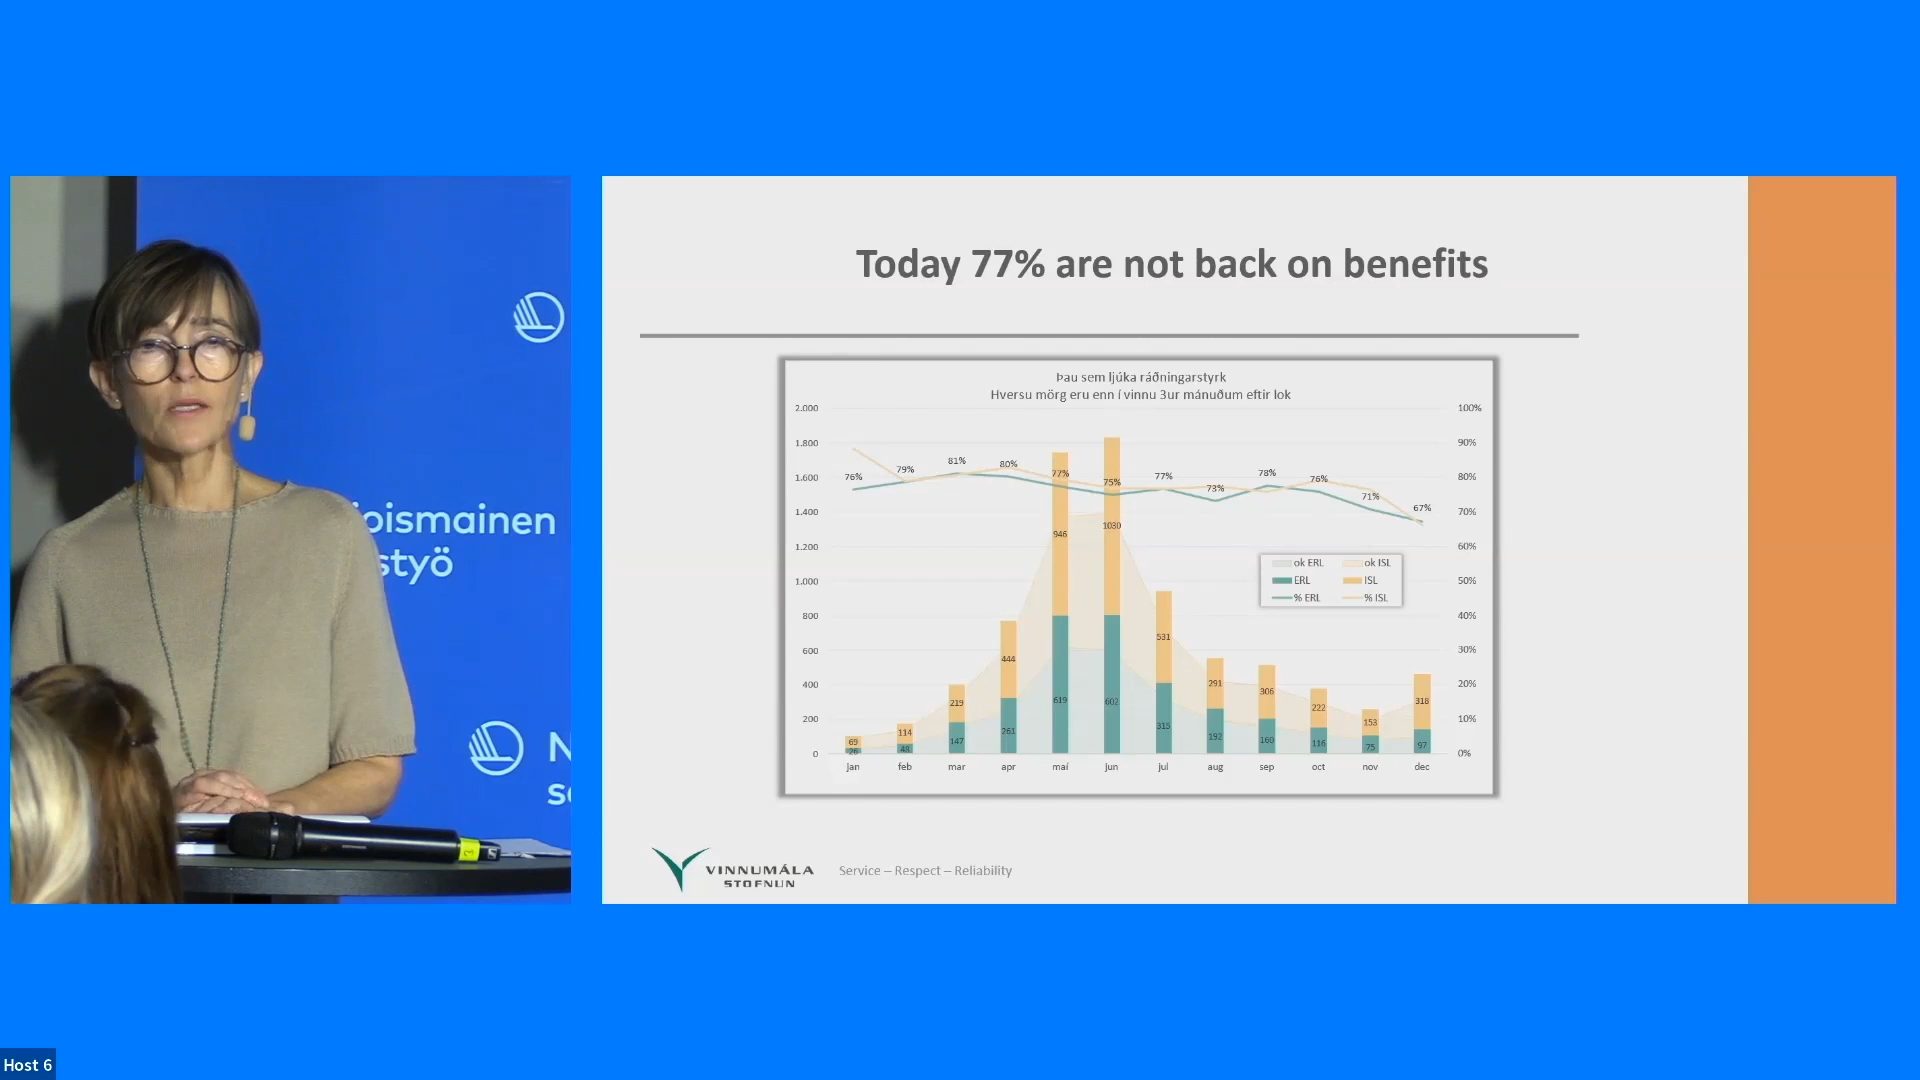 oismainen
styö
N
Today 77% are not back on benefits
Þau sem ljúka ráðningarstyrk
Hversu mörg eru enn í vinnu 3ur mánuðum eftir lok
2.000 100%
1.800 90%
1.600 80%
1.400 70%
1.200 60%
1.000 50%
800 40%
600 30%
400 20%
200 10%
0 0%
76% 79% 81% 80% 77% 75% 77% 73% 78% 76% 71% 67%
69 114 219 444 946 1030 531 291 306 222 153 318
26 48 147 261 619 602 315 192 160 116 75 97
jan feb mar apr maí jun jul aug sep oct nov dec
ok ERL ok ISL
ERL ISL
% ERL % ISL
VINNUMÁLA
STOFNUN
Service – Respect – Reliability
Host 6